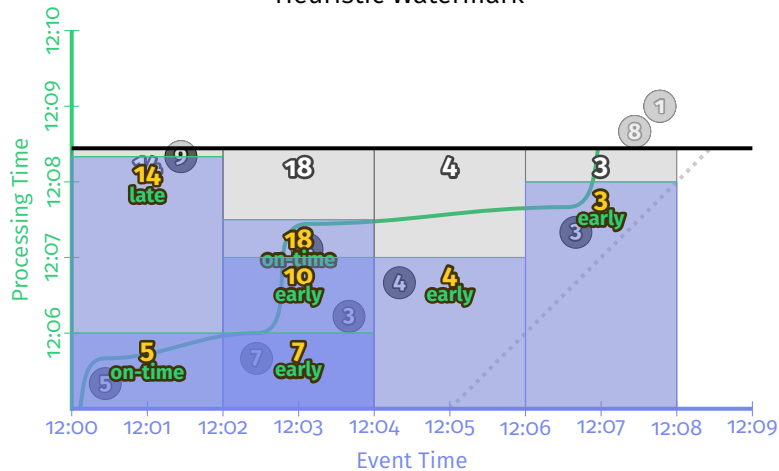 Heuristic Watermark
12:10
12:09
1
8
9
14
18
4
3
12:08
14
late
3
early
3
18
on-time
12:07
10
early
4
4
early
3
12:06
5
on-time
7
7
early
5
12:00 12:01 12:02 12:03 12:04 12:05 12:06 12:07 12:08 12:09
Processing Time
Event Time